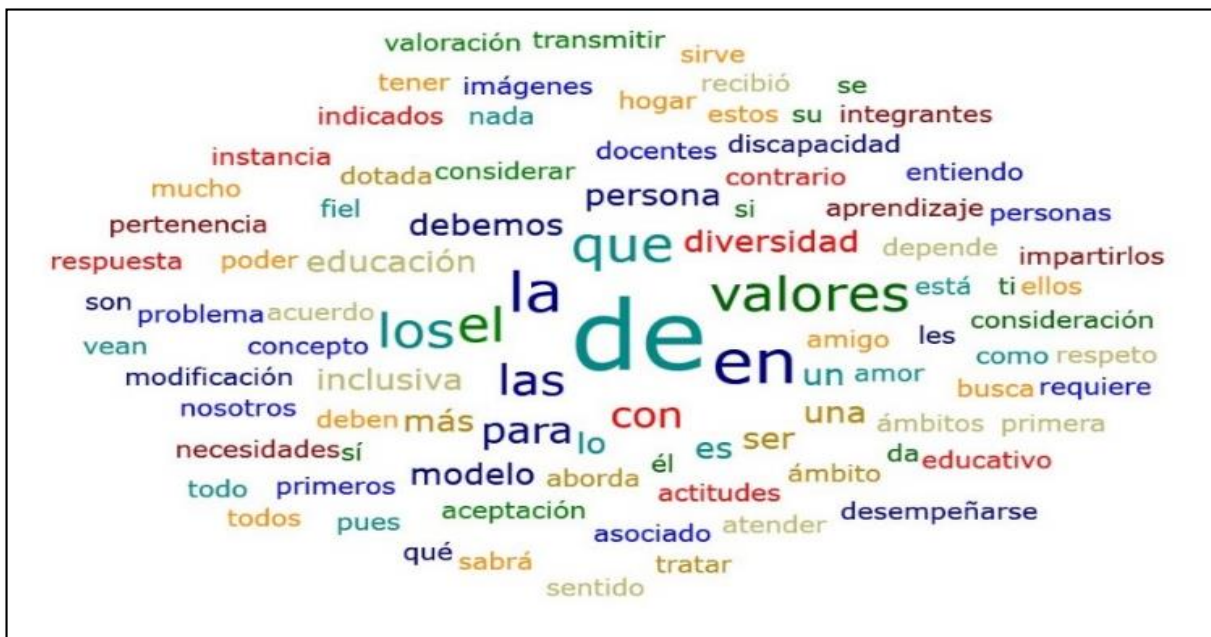 valoración transmitir sirve
tener imágenes recibió se
hogar estos su integrantes
indicados nada
docentes discapacidad
instancia dotada considerar contrario entiendo
mucho persona
fiel si aprendizaje personas
pertenencia debemos que diversidad depende
respuesta poder educación impartirlos
la valores está ti ellos
son problema acuerdo los el de consideración
amigo les
vean concepto en como respeto
modificación inclusiva las un amor busca requiere
nosotros deben más con una ámbitos primera
para lo es ser
necesidades sí él da educativo
modelo aborda ámbito
todo primeros actitudes
todos pues aceptación asociado atender desempeñarse
qué sabrá tratar
sentido